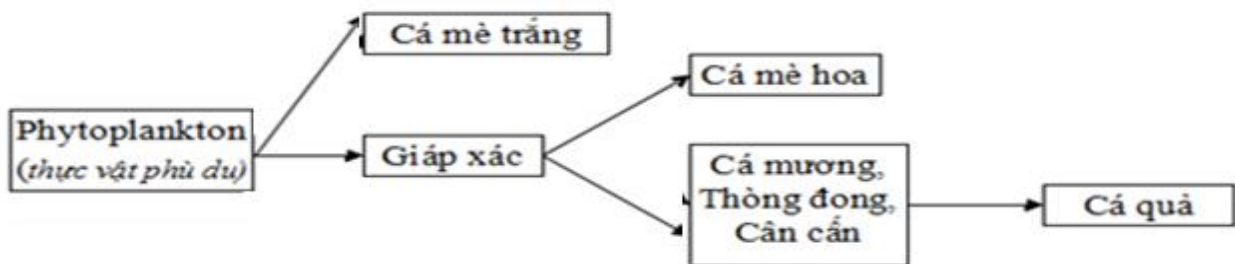 Cá mè trắng
Cá mè hoa
Phytoplankton
(thực vật phù du)
Giáp xác
Cá mương,
Thòng đong,
Cân cấn
Cá quả